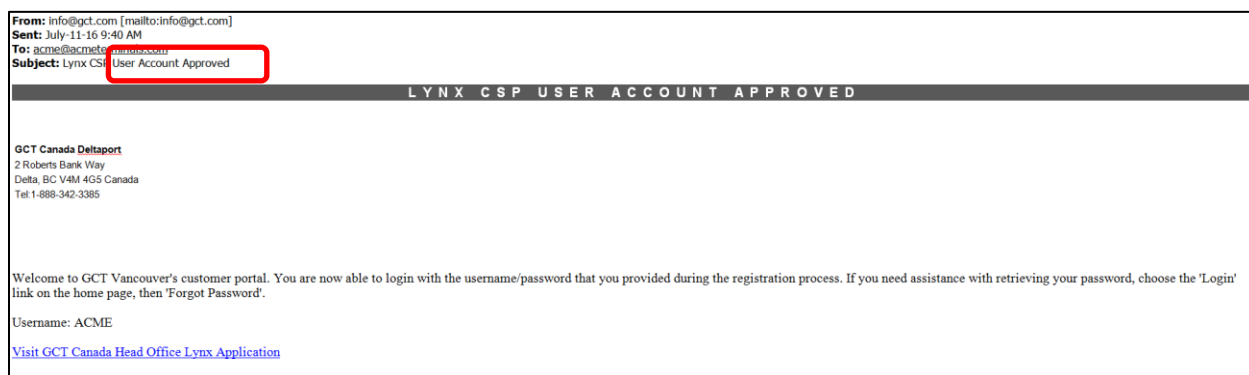 From: info@gct.com [mailto:info@gct.com]
Sent: July-11-16 9:40 AM
To: acme@acmeterminals.com
Subject: Lynx CSP User Account Approved
LYNX CSP USER ACCOUNT APPROVED
GCT Canada Deltaport
2 Roberts Bank Way
Delta, BC V4M 4G5 Canada
Tel:1-888-342-3385
Welcome to GCT Vancouver's customer portal. You are now able to login with the username/password that you provided during the registration process. If you need assistance with retrieving your password, choose the 'Login'
link on the home page, then 'Forgot Password'.
Username: ACME
Visit GCT Canada Head Office Lynx Application